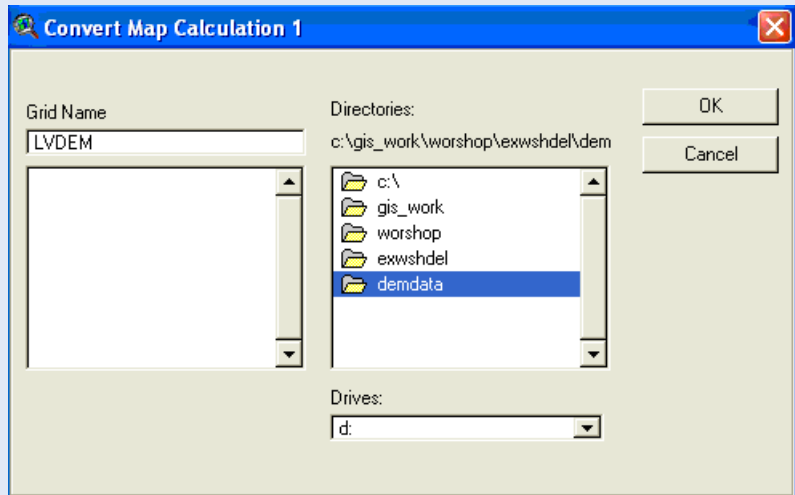 Convert Map Calculation 1
Grid Name
LVDEM
Directories:
c:\gis_work\worshop\exwshdel\dem
c:\
gis_work
worshop
exwshdel
demdata
Drives:
d:
OK
Cancel